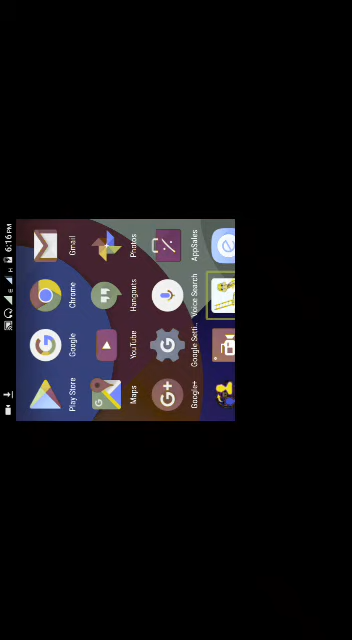 E H 6:16 PM
Play Store Google Chrome Gmail
Maps YouTube Hangouts Photos
G+
Google+ Google Setti.. Voice Search AppSales